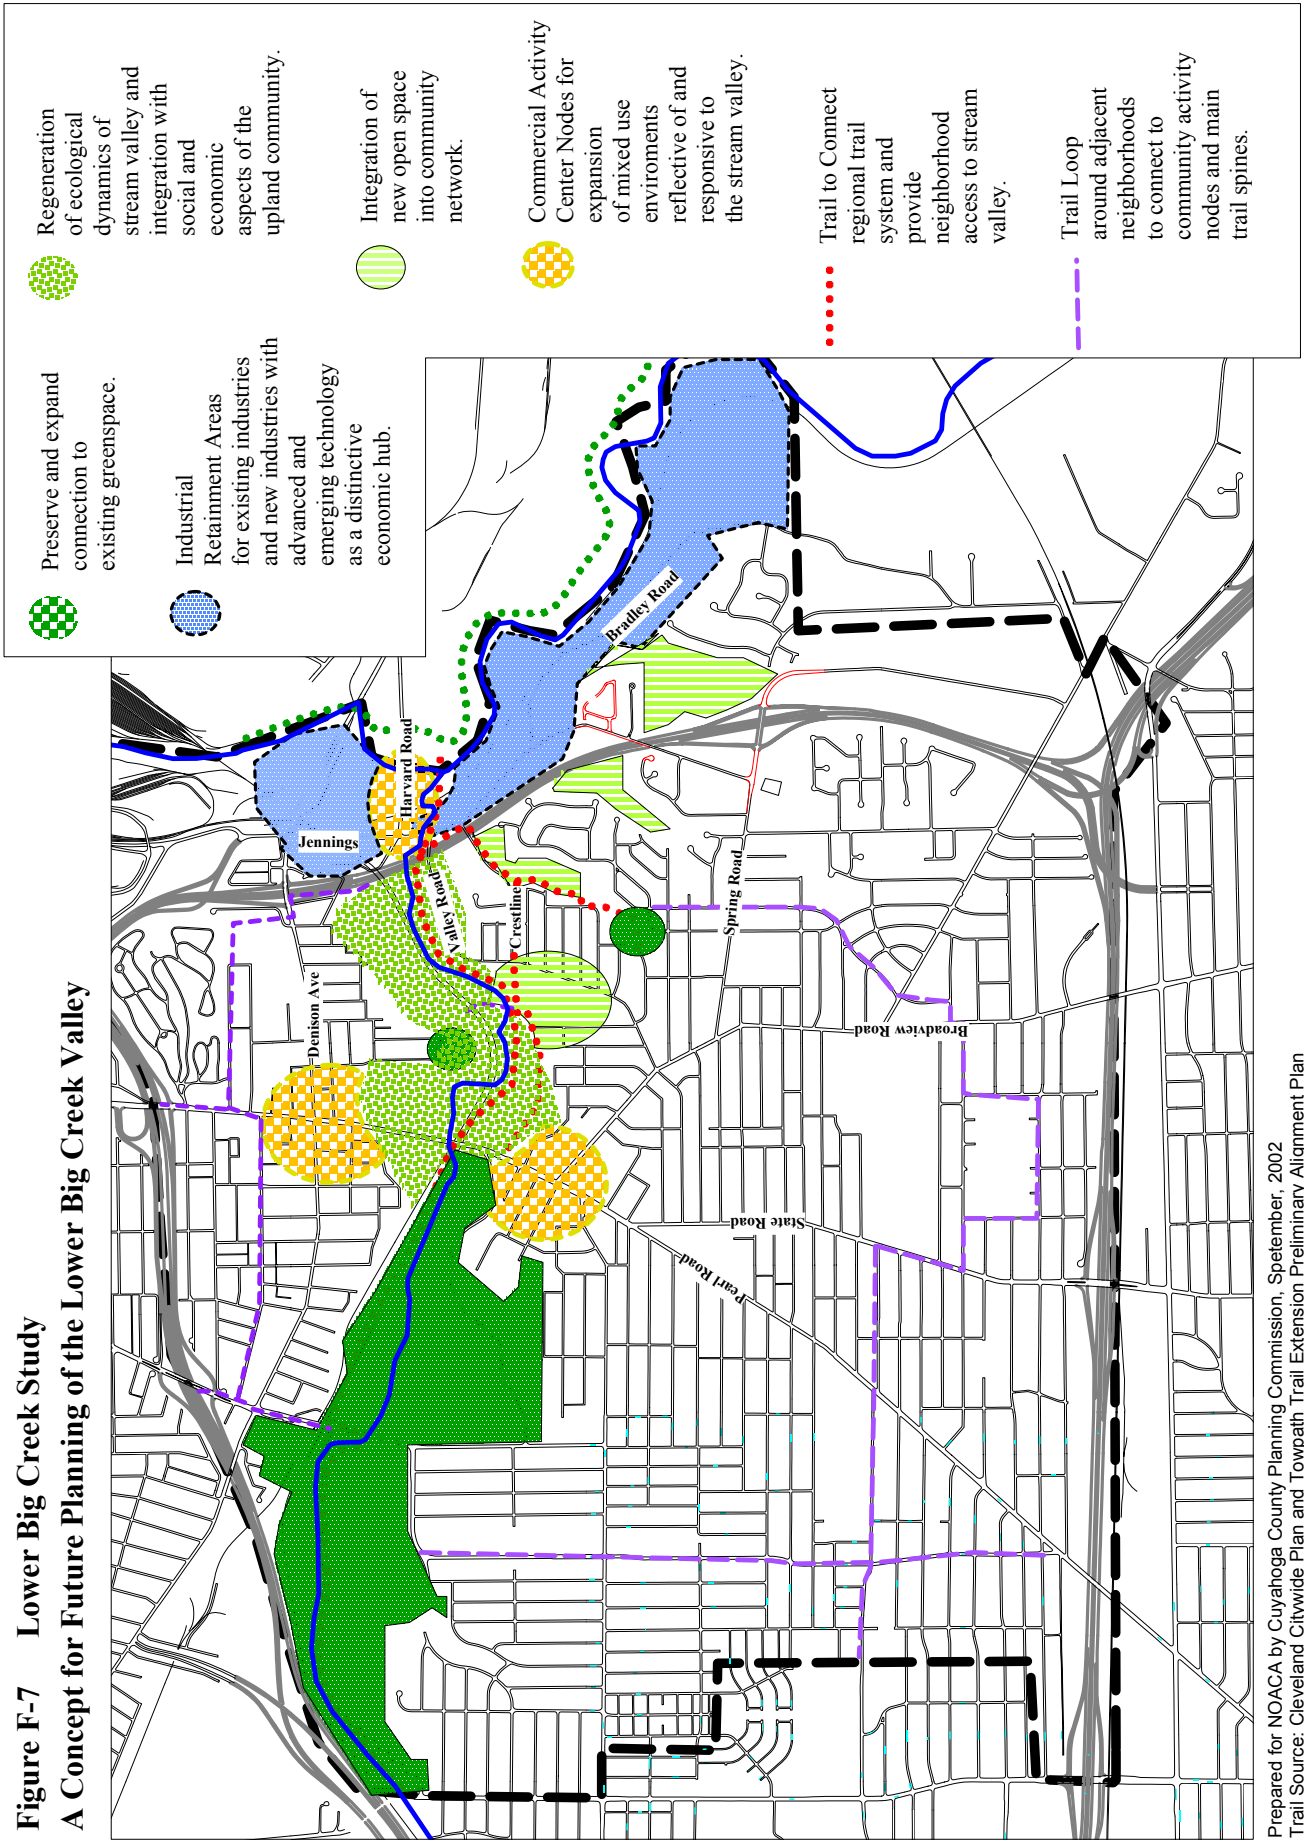 Figure F-7 Lower Big Creek Study
A Concept for Future Planning of the Lower Big Creek Valley
Preserve and expand
connection to
existing greenspace.
Industrial
Retainment Areas
for existing industries
and new industries with
advanced and
emerging technology
as a distinctive
economic hub.
Regeneration
of ecological
dynamics of
stream valley and
integration with
social and
economic
aspects of the
upland community.
Integration of
new open space
into community
network.
Commercial Activity
Center Nodes for
expansion
of mixed use
enviroments
reflective of and
responsive to
the stream valley.
Trail to Connect
regional trail
system and
provide
neighborhood
access to stream
valley.
Trail Loop
around adjacent
neighborhoods
to connect to
community activity
nodes and main
trail spines.
Denison Ave
Jennings
Harvard Road
Valley Road
Crestline
Bradley Road
Spring Road
Broadview Road
State Road
Pearl Road
Prepared for NOACA by Cuyahoga County Planning Commission, Spetember, 2002
Trail Source: Cleveland Citywide Plan and Towpath Trail Extension Preliminary Alignment Plan